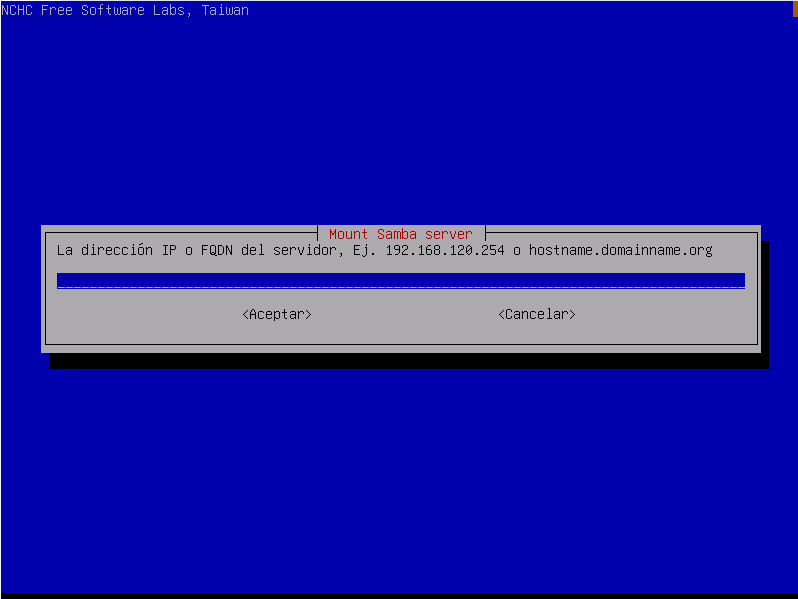 NCHC Free Software Labs, Taiwan
Mount Samba server
La dirección IP o FQDN del servidor, Ej. 192.168.120.254 o hostname.domainname.org
<Aceptar> <Cancelar>